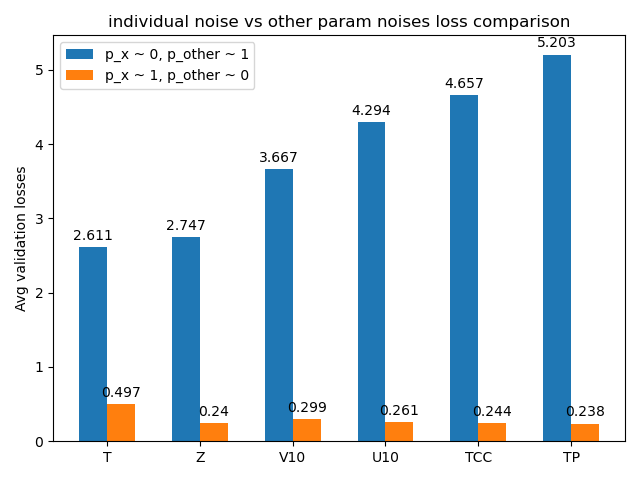 individual noise vs other param noises loss comparison
p_x ~ 0, p_other ~ 1
p_x ~ 1, p_other ~ 0
Avg validation losses
5
4
3
2
1
0
2.611
0.497
2.747
0.24
3.667
0.299
4.294
0.261
4.657
0.244
5.203
0.238
T
Z
V10
U10
TCC
TP